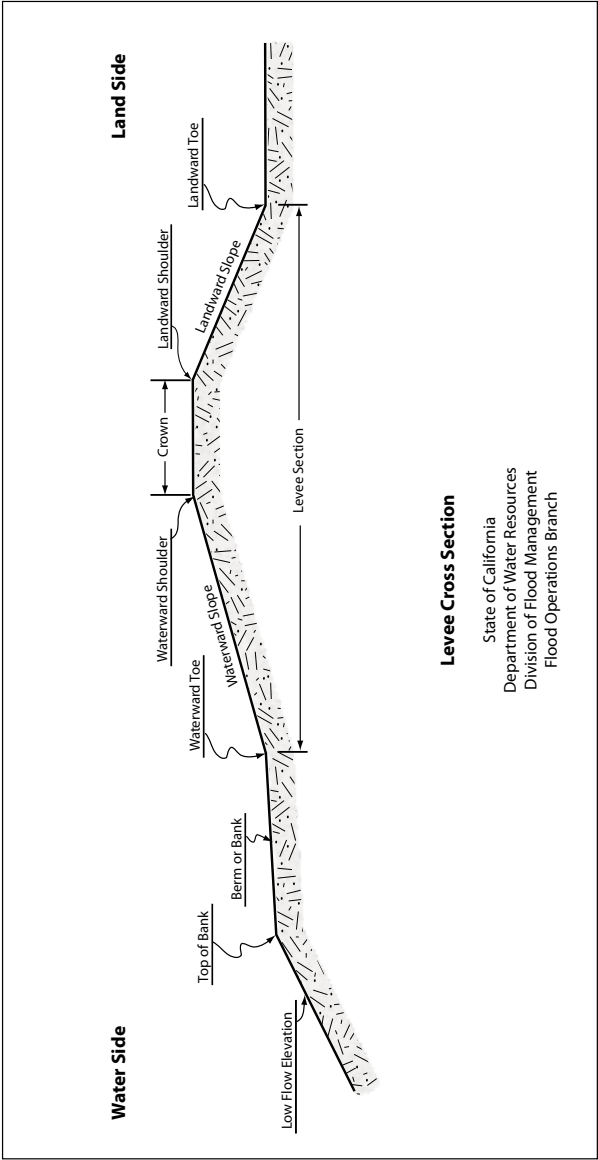 Water Side
Land Side
Waterward Shoulder
Crown
Landward Shoulder
Top of Bank
Berm or Bank
Waterward Toe
Landward Toe
Low Flow Elevation
Waterward Slope
Landward Slope
Levee Section
Levee Cross Section
State of California
Department of Water Resources
Division of Flood Management
Flood Operations Branch